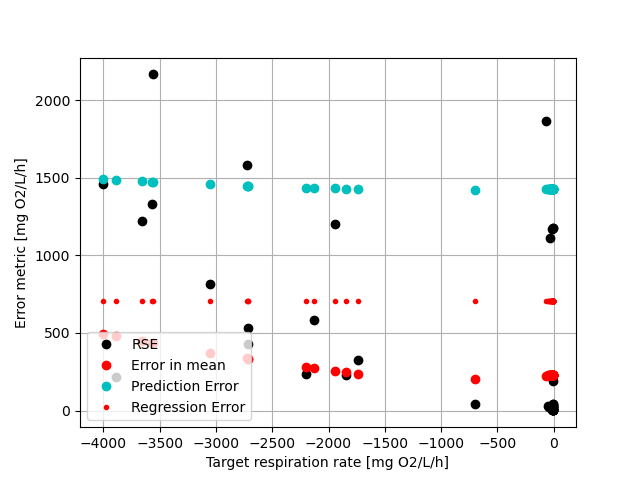 2000
1500
1000
500
0
Error metric [mg O2/L/h]
RSE
Error in mean
Prediction Error
Regression Error
−4000 −3500 −3000 −2500 −2000 −1500 −1000 −500 0
Target respiration rate [mg O2/L/h]